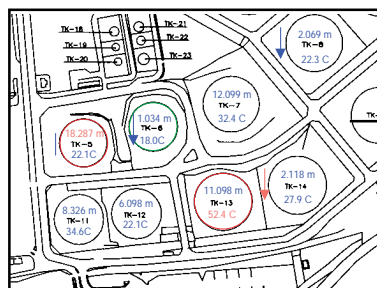 TK-18
TK-19
TK-20
TK-21
TK-22
TK-23
2.069 m
TK-8
22.3 C
12.099 m
TK-7
32.4 C
1.034 m
TK-6
18.0C
18.287 m
TK-5
22.1C
2.118 m
TK-14
27.9 C
11.098 m
TK-13
52.4 C
6.098 m
TK-12
22.1C
8.326 m
TK-11
34.6C